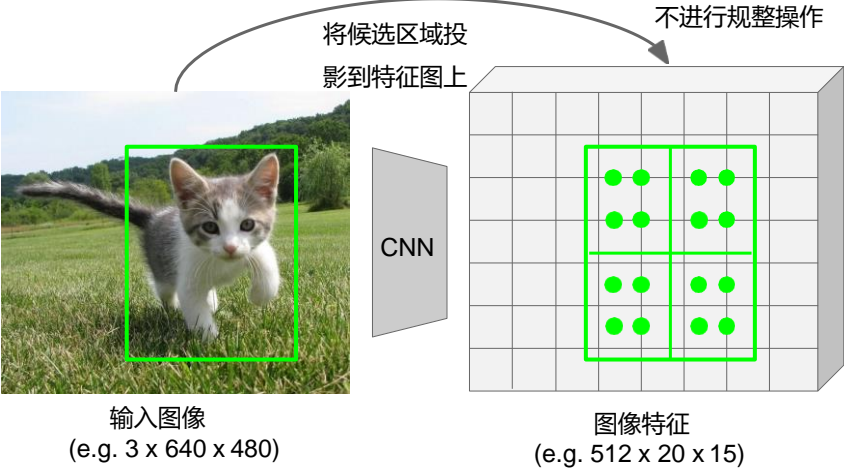 将候选区域投
影到特征图上
不进行规整操作
CNN
输入图像
(e.g. 3 x 640 x 480)
图像特征
(e.g. 512 x 20 x 15)